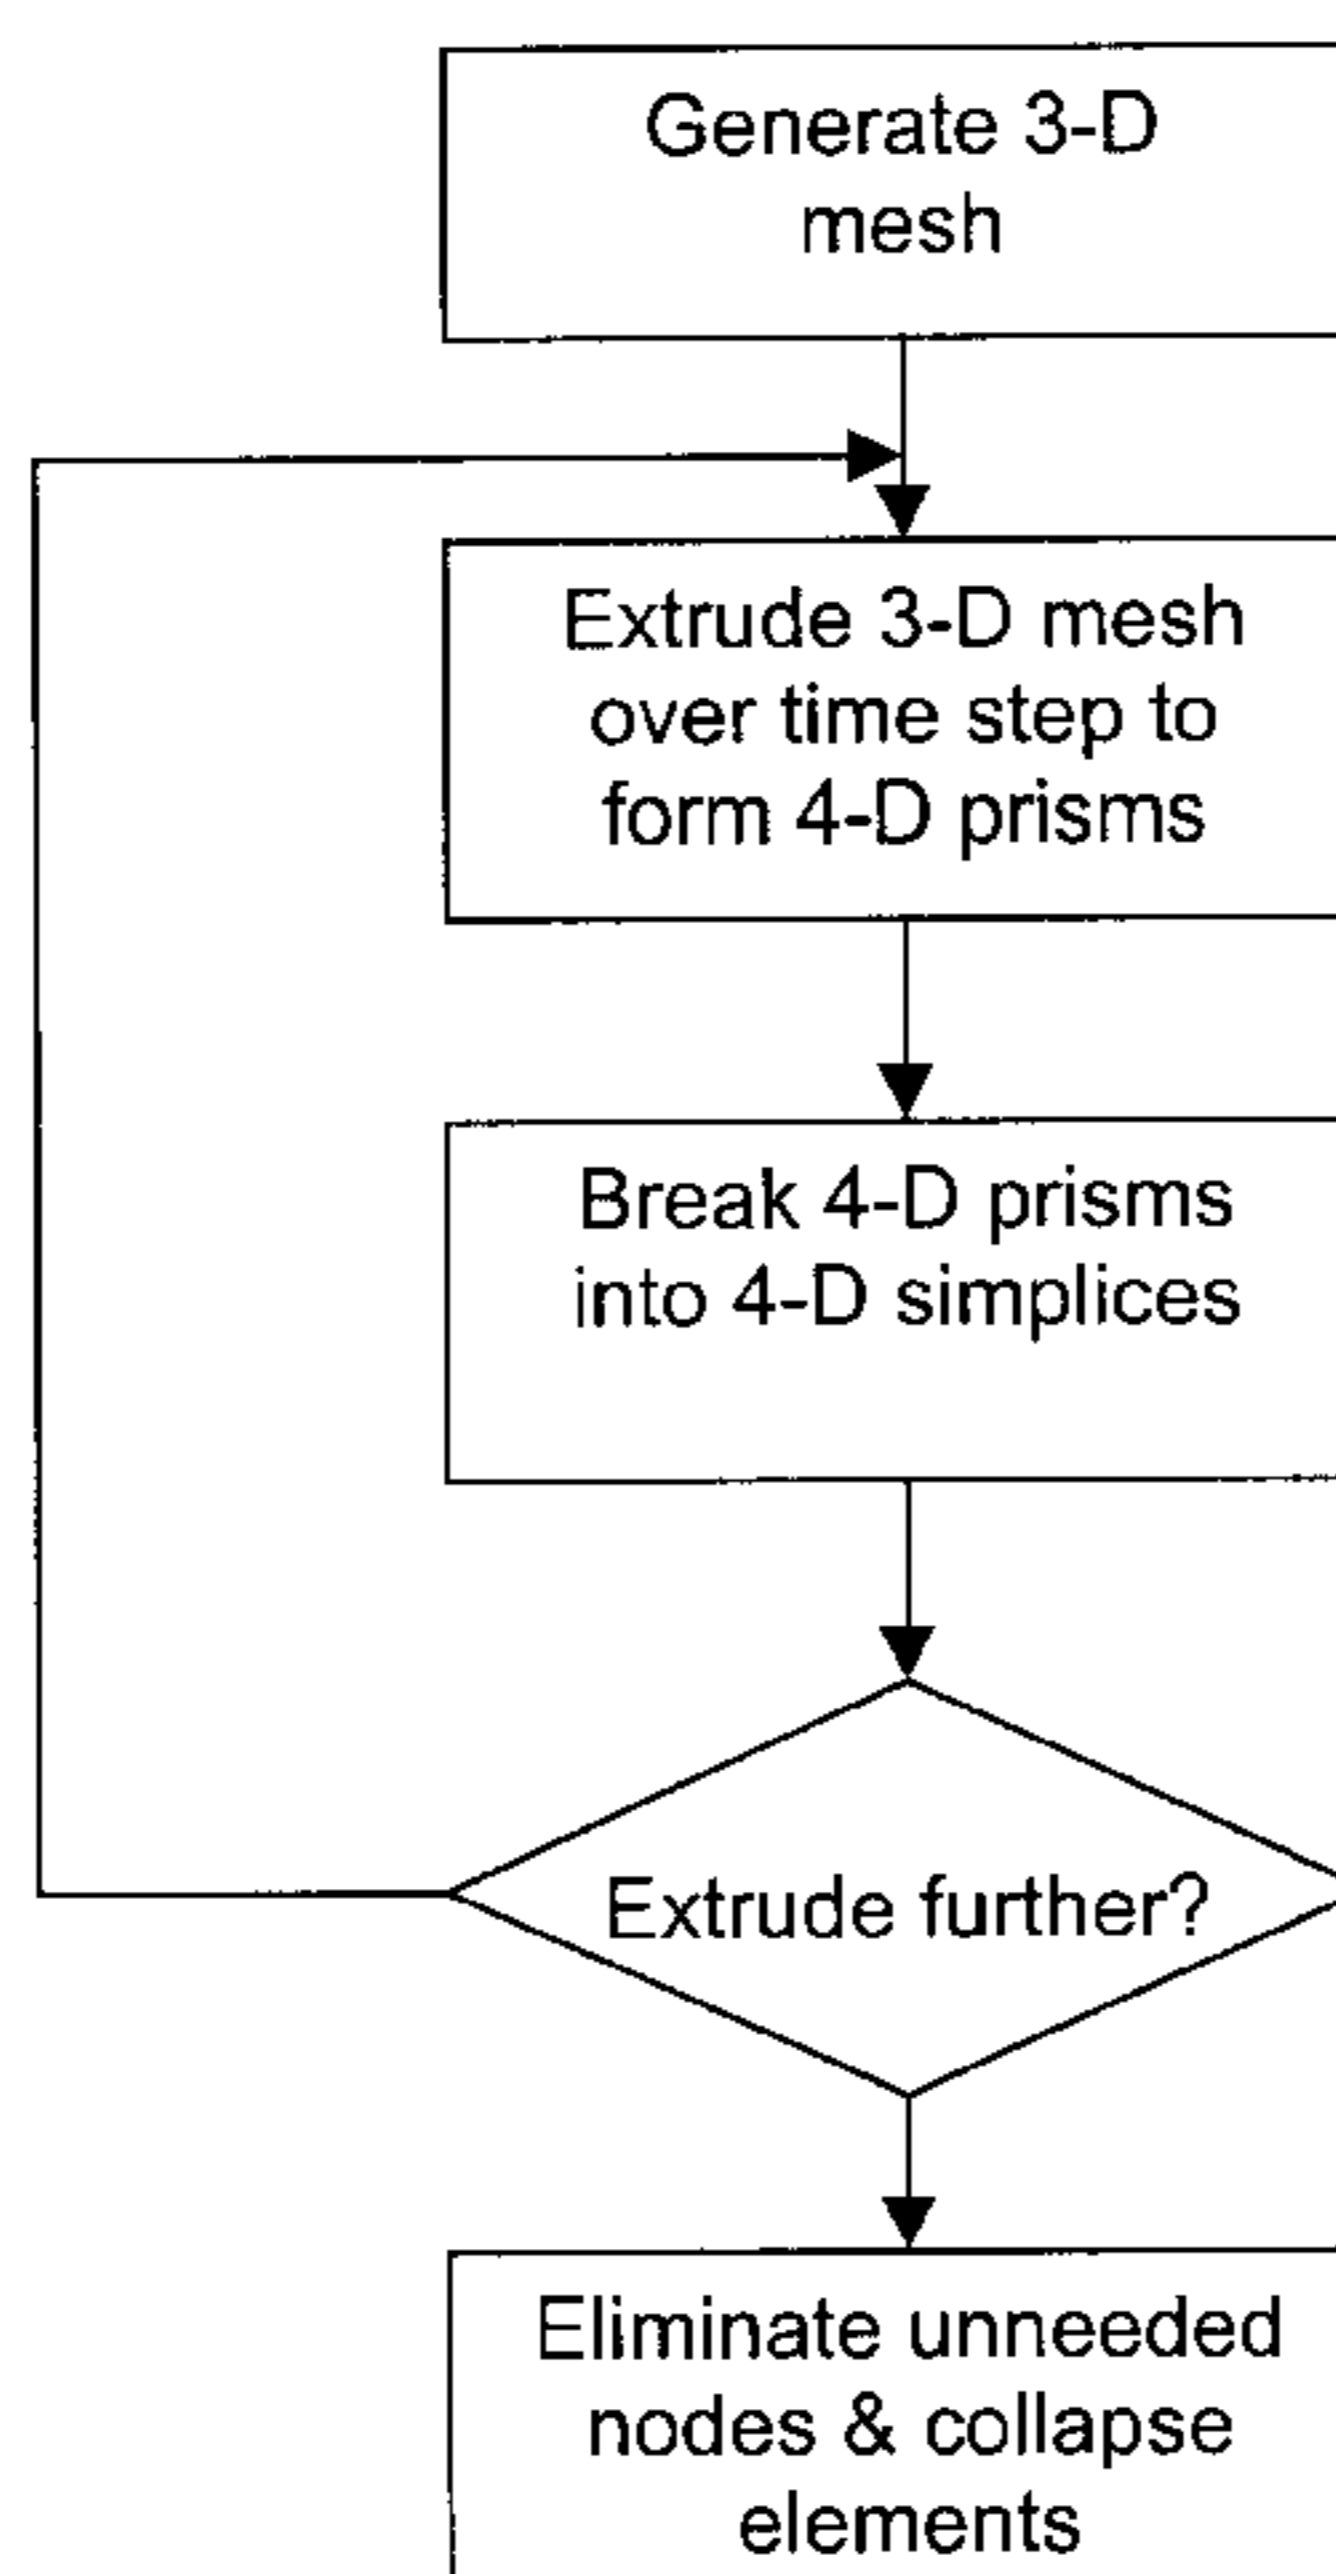 Generate 3-D
mesh
Extrude 3-D mesh
over time step to
form 4-D prisms
Break 4-D prisms
into 4-D simplices
Extrude further?
Eliminate unneeded
nodes & collapse
elements